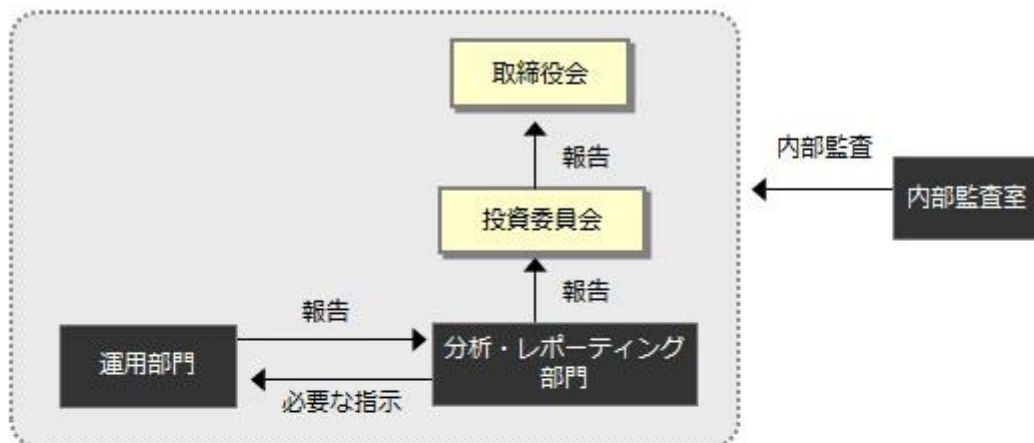 取締役会
報告
内部監査
内部監査室
投資委員会
報告
報告
運用部門
分析・レポーティング
部門
必要な指示